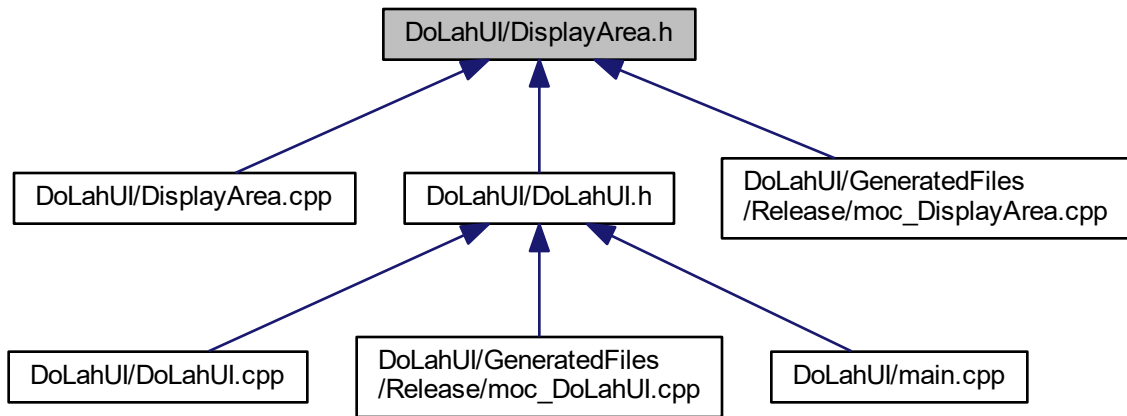 DoLahUI/DisplayArea.h
DoLahUI/DisplayArea.cpp
DoLahUI/DoLahUI.h
DoLahUI/GeneratedFiles
/Release/moc_DisplayArea.cpp
DoLahUI/DoLahUI.cpp
DoLahUI/GeneratedFiles
/Release/moc_DoLahUI.cpp
DoLahUI/main.cpp